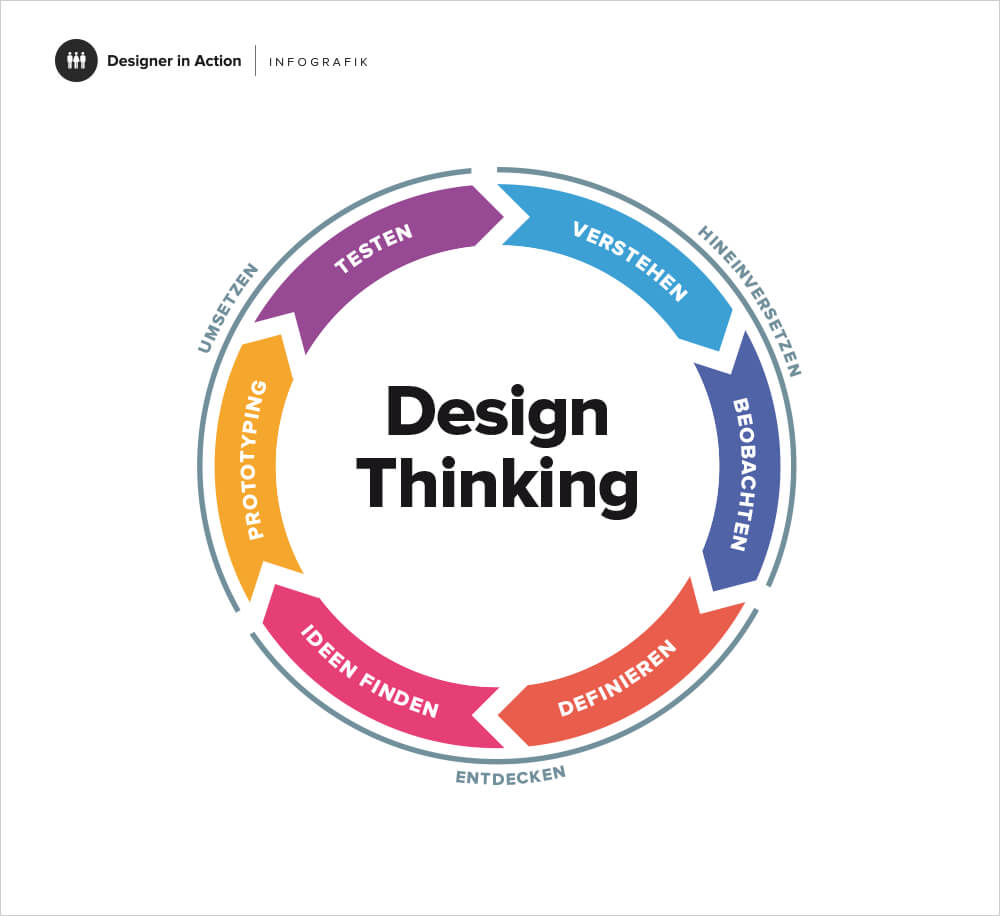 Designer in Action
INFOGRAFIK
Design
Thinking
VERSTEHEN
BEOBACHTEN
DEFINIEREN
IDEEN FINDEN
PROTOTYPING
TESTEN
HINEINVERSETZEN
ENTDECKEN
UMSETZEN